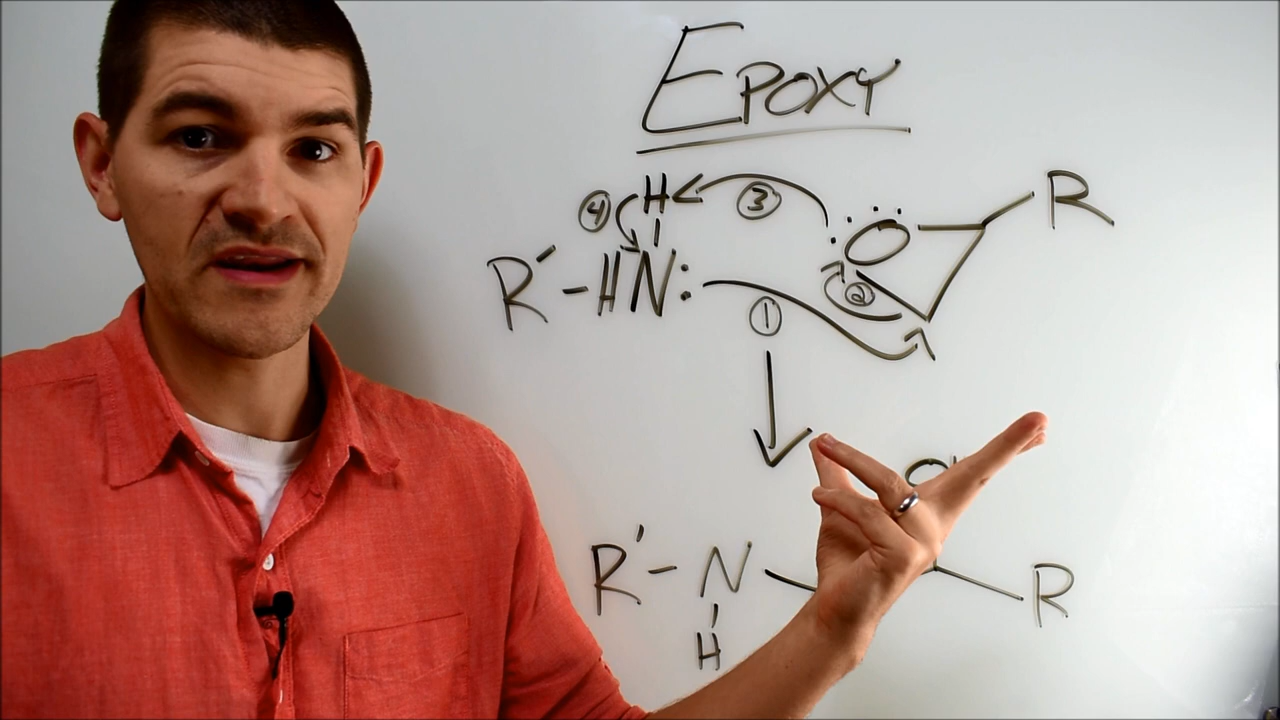 EPOXY
H ③ R
④ O
R′-HN: ②
①
O
R′-N R
H